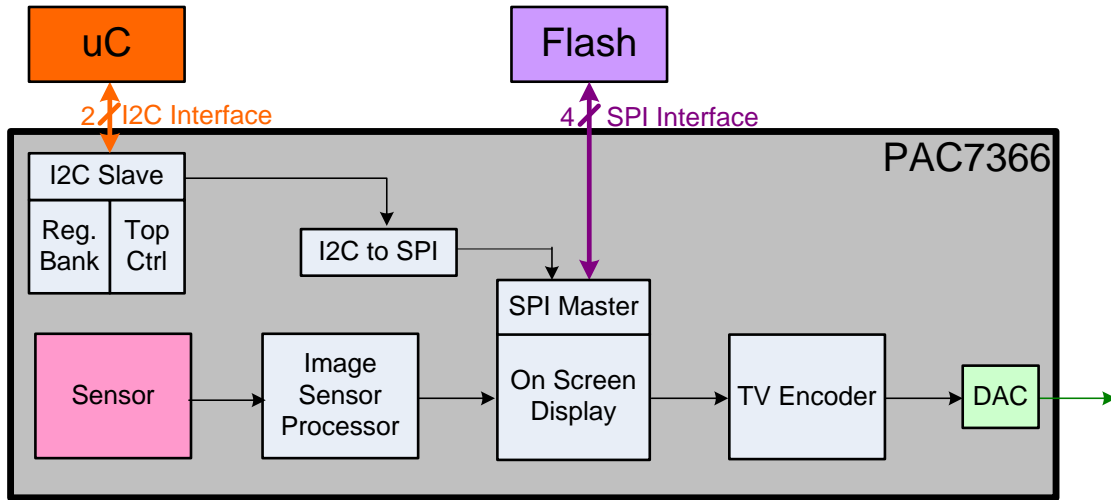 uC
Flash
2 I2C Interface
4 SPI Interface
PAC7366
I2C Slave
Reg.
Bank
Top
Ctrl
I2C to SPI
SPI Master
Sensor
Image
Sensor
Processor
On Screen
Display
TV Encoder
DAC